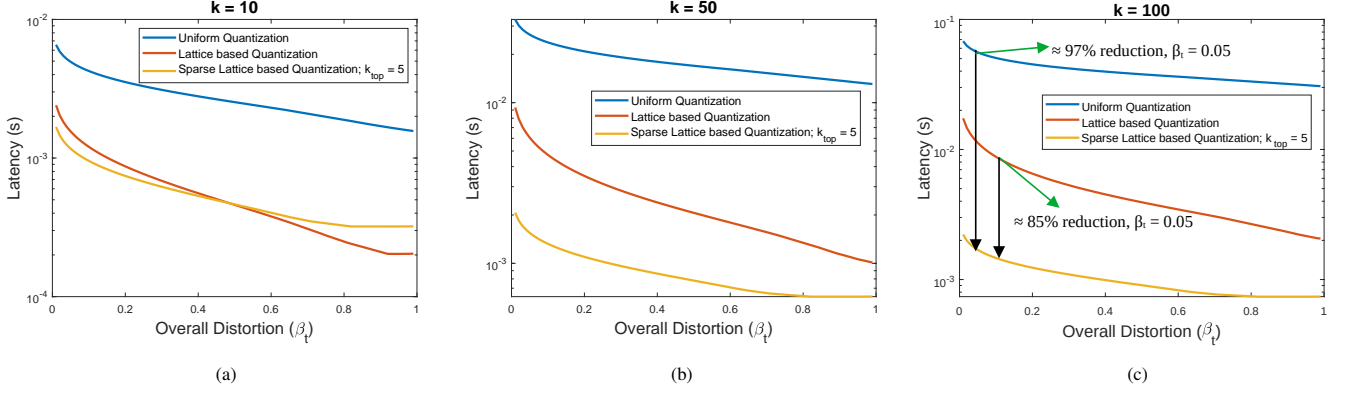 k = 10
10^-2
10^-3
10^-4
Latency (s)
Uniform Quantization
Lattice based Quantization
Sparse Lattice based Quantization; k_top = 5
0 0.2 0.4 0.6 0.8 1
Overall Distortion (β_t)
(a)
k = 50
10^-2
10^-3
Latency (s)
Uniform Quantization
Lattice based Quantization
Sparse Lattice based Quantization; k_top = 5
0 0.2 0.4 0.6 0.8 1
Overall Distortion (β_t)
(b)
k = 100
10^-1
10^-2
10^-3
Latency (s)
≈ 97% reduction, β_t = 0.05
Uniform Quantization
Lattice based Quantization
Sparse Lattice based Quantization; k_top = 5
≈ 85% reduction, β_t = 0.05
0 0.2 0.4 0.6 0.8 1
Overall Distortion (β_t)
(c)